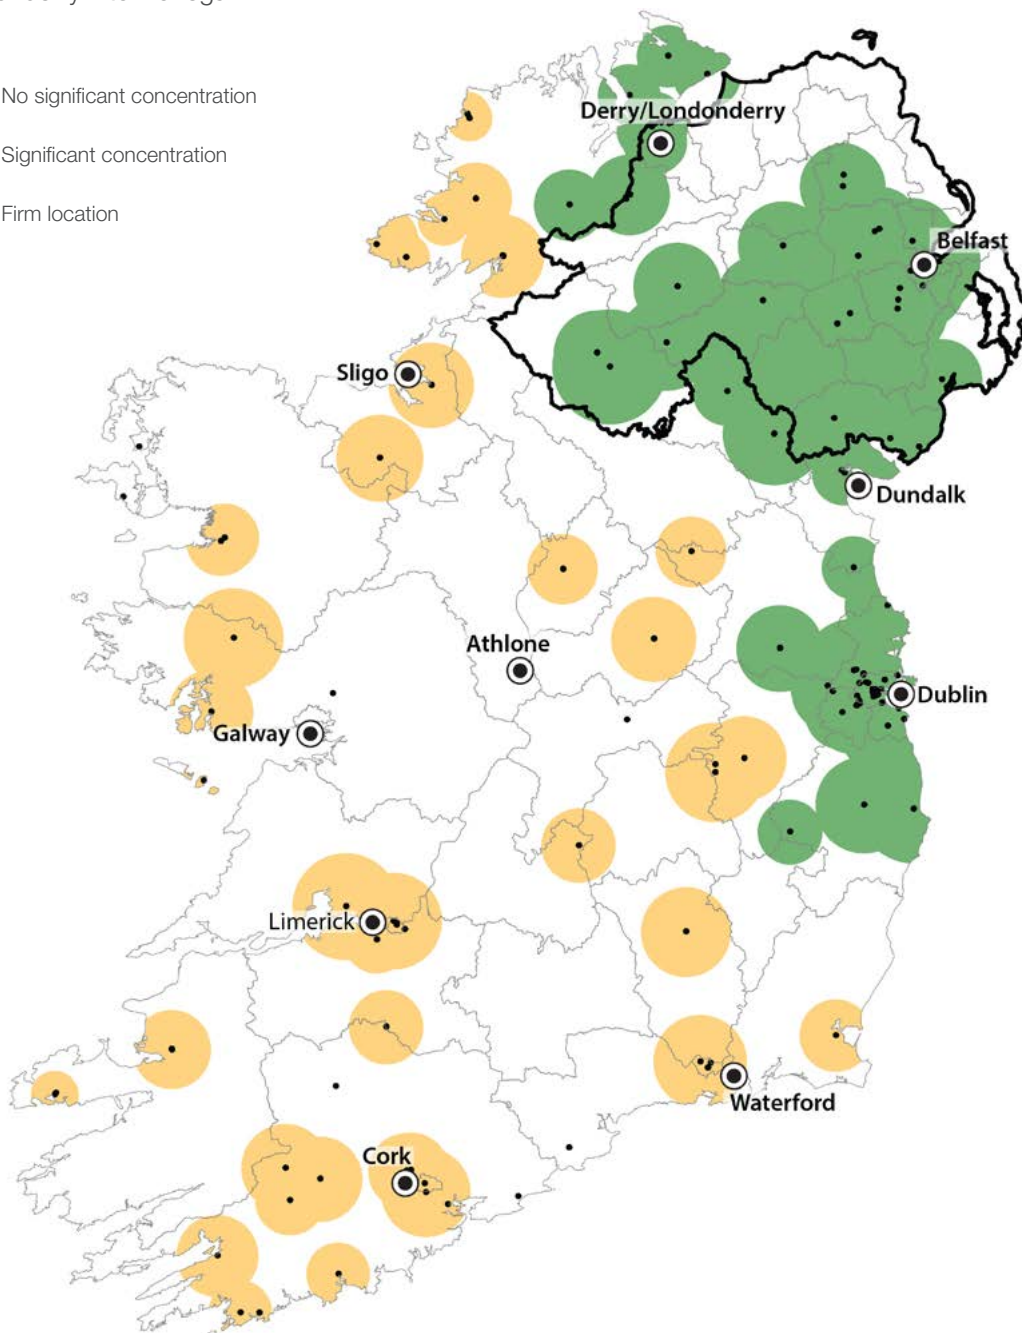 No significant concentration
Significant concentration
Firm location
Derry/Londonderry
Belfast
Sligo
Dundalk
Athlone
Dublin
Galway
Limerick
Waterford
Cork